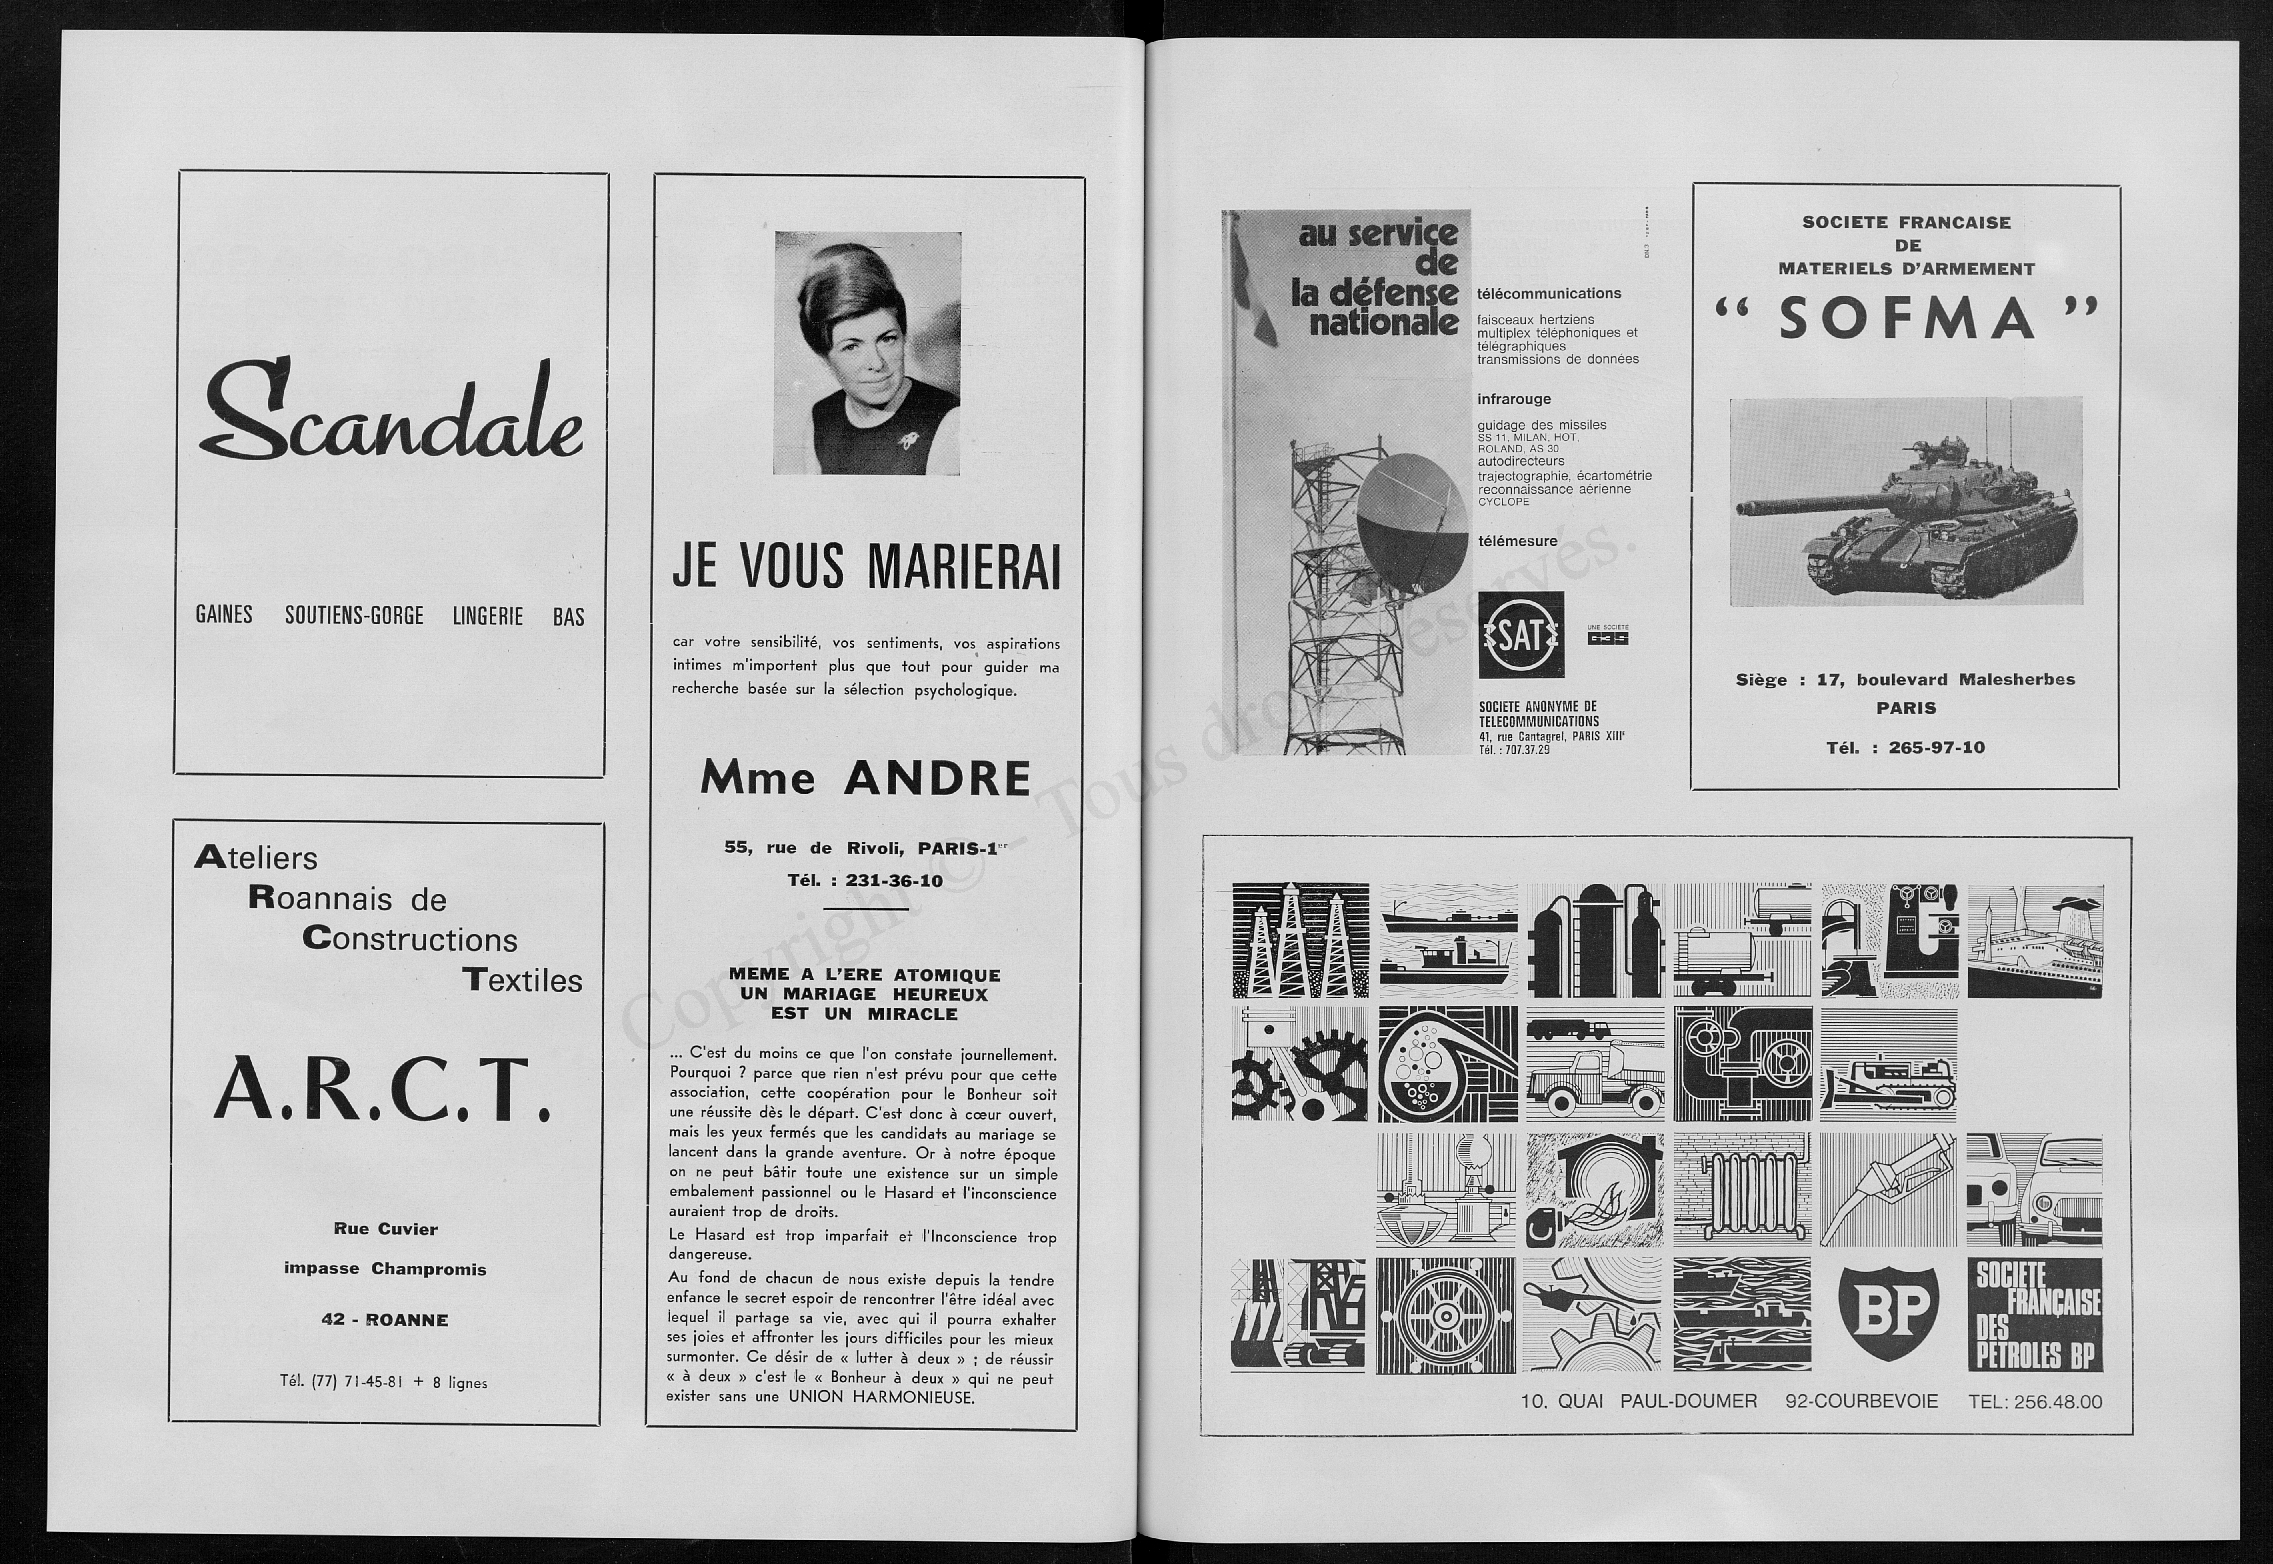 Scandale
GAINES SOUTIENS-GORGE LINGERIE BAS
Ateliers
Roannais de
Constructions
Textiles
A.R.C.T.
Rue Cuvier
impasse Champromis
42 - ROANNE
Tél. (77) 71-45-81 + 8 lignes
JE VOUS MARIERAI
car votre sensibilité, vos sentiments, vos aspirations
intimes m'importent plus que tout pour guider ma
recherche basée sur la sélection psychologique.
Mme ANDRE
55, rue de Rivoli, PARIS-1er
Tél. : 231-36-10
MEME A L'ERE ATOMIQUE
UN MARIAGE HEUREUX
EST UN MIRACLE
... C'est du moins ce que l'on constate journellement.
Pourquoi ? parce que rien n'est prévu pour que cette
association, cette coopération pour le Bonheur soit
une réussite dès le départ. C'est donc à cœur ouvert,
mais les yeux fermés que les candidats au mariage se
lancent dans la grande aventure. Or à notre époque
on ne peut bâtir toute une existence sur un simple
embalement passionnel ou le Hasard et l'inconscience
auraient trop de droits.
Le Hasard est trop imparfait et l'Inconscience trop
dangereuse.
Au fond de chacun de nous existe depuis la tendre
enfance le secret espoir de rencontrer l'être idéal avec
lequel il partage sa vie, avec qui il pourra exhalter
ses joies et affronter les jours difficiles pour les mieux
surmonter. Ce désir de « lutter à deux » ; de réussir
« à deux » c'est le « Bonheur à deux » qui ne peut
exister sans une UNION HARMONIEUSE.
au service
de
la défense
nationale
télécommunications
faisceaux hertziens
multiplex téléphoniques et
télégraphiques
transmissions de données
infrarouge
guidage des missiles
SS 11, MILAN, HOT,
ROLAND, AS 30
autodirecteurs
trajectographie, écartométrie
reconnaissance aérienne
CYCLOPE
télémesure
SAT
UNE SOCIETE
G3S
SOCIETE ANONYME DE
TELECOMMUNICATIONS
41, rue Cantagrel, PARIS XIIIe
Tél. : 707.37.29
SOCIETE FRANCAISE
DE
MATERIELS D'ARMEMENT
“ SOFMA ”
Siège : 17, boulevard Malesherbes
PARIS
Tél. : 265-97-10
BP
SOCIETE
FRANÇAISE
DES
PETROLES BP
10, QUAI PAUL-DOUMER 92-COURBEVOIE TEL: 256.48.00
Copyright © - Tous droits réservés.